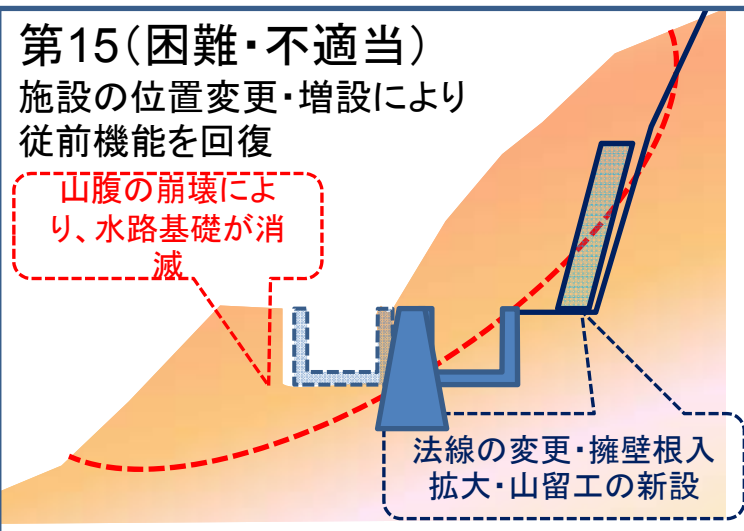 第15(困難・不適当)
施設の位置変更・増設により
従前機能を回復
山腹の崩壊によ
り、水路基礎が消
滅
法線の変更・擁壁根入
拡大・山留工の新設